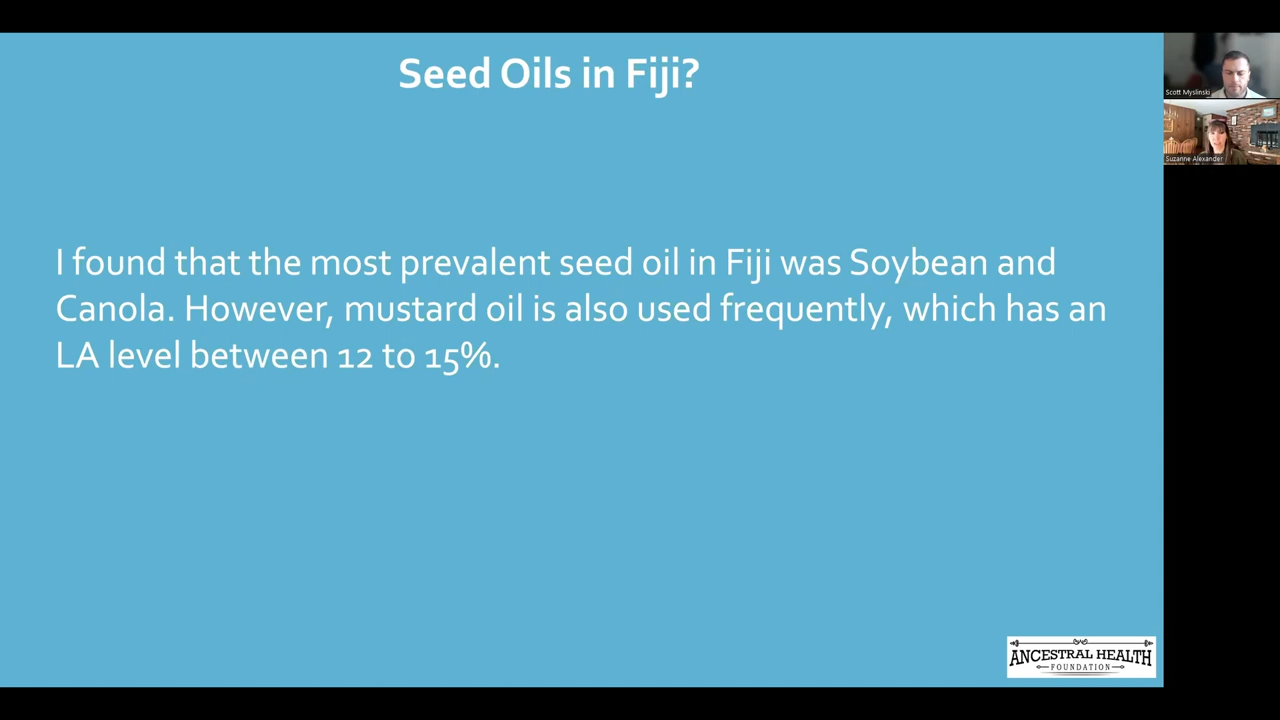 Seed Oils in Fiji?
I found that the most prevalent seed oil in Fiji was Soybean and
Canola. However, mustard oil is also used frequently, which has an
LA level between 12 to 15%.
Scott Myslinski
Suzanne Alexander
ANCESTRAL HEALTH
FOUNDATION